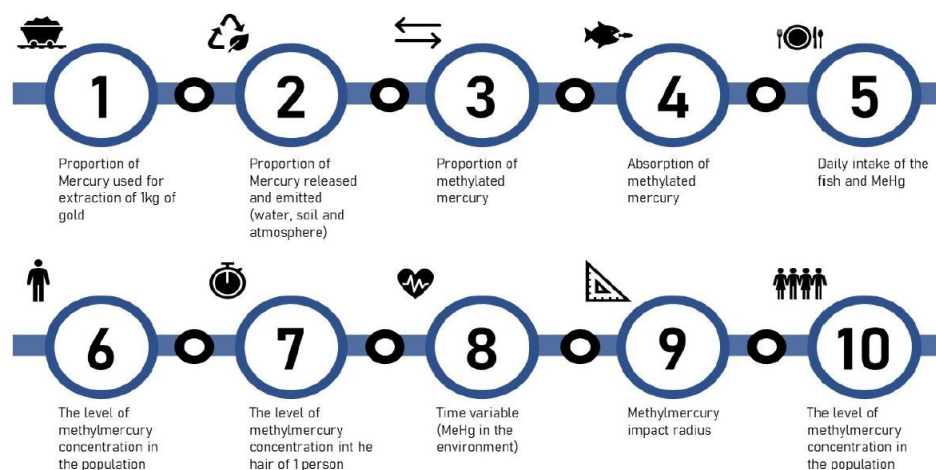 1
2
3
4
5
Proportion of
Mercury used for
extraction of 1kg of
gold
Proportion of
Mercury released
and emitted
(water, soil and
atmosphere)
Proportion of
methylated
mercury
Absorption of
methylated
mercury
Daily intake of the
fish and MeHg
6
7
8
9
10
The level of
methylmercury
concentration in
the population
The level of
methylmercury
concentration int he
hair of 1 person
Time variable
(MeHg in the
environment)
Methylmercury
impact radius
The level of
methylmercury
concentration in
the population